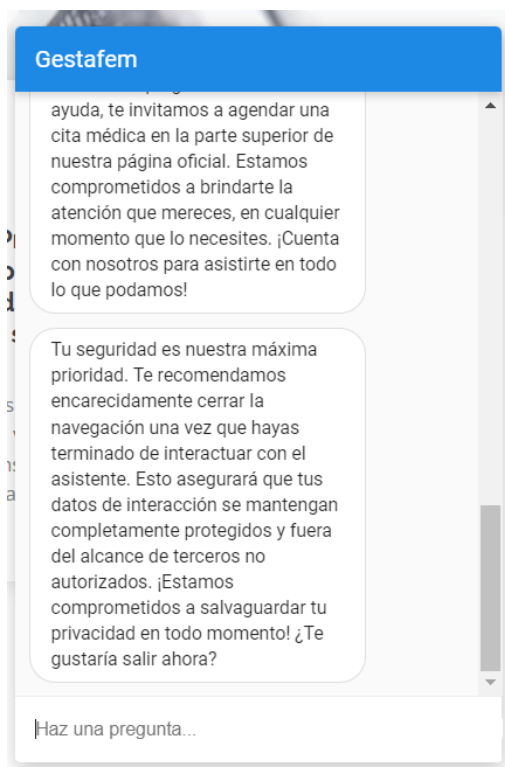 Gestafem
ayuda, te invitamos a agendar una
cita médica en la parte superior de
nuestra página oficial. Estamos
comprometidos a brindarte la
atención que mereces, en cualquier
momento que lo necesites. ¡Cuenta
con nosotros para asistirte en todo
lo que podamos!
Tu seguridad es nuestra máxima
prioridad. Te recomendamos
encarecidamente cerrar la
navegación una vez que hayas
terminado de interactuar con el
asistente. Esto asegurará que tus
datos de interacción se mantengan
completamente protegidos y fuera
del alcance de terceros no
autorizados. ¡Estamos
comprometidos a salvaguardar tu
privacidad en todo momento! ¿Te
gustaría salir ahora?
Haz una pregunta...